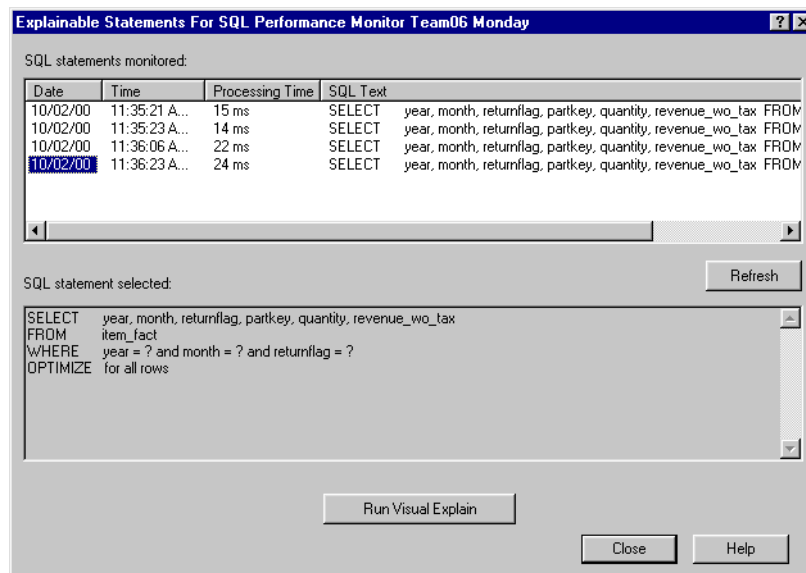 Explainable Statements For SQL Performance Monitor Team06 Monday
SQL statements monitored:
Date Time Processing Time SQL Text
10/02/00 11:35:21 A... 15 ms SELECT year, month, returnflag, partkey, quantity, revenue_wo_tax FROM
10/02/00 11:35:23 A... 14 ms SELECT year, month, returnflag, partkey, quantity, revenue_wo_tax FROM
10/02/00 11:36:06 A... 22 ms SELECT year, month, returnflag, partkey, quantity, revenue_wo_tax FROM
10/02/00 11:36:23 A... 24 ms SELECT year, month, returnflag, partkey, quantity, revenue_wo_tax FROM
Refresh
SQL statement selected:
SELECT year, month, returnflag, partkey, quantity, revenue_wo_tax
FROM item_fact
WHERE year = ? and month = ? and returnflag = ?
OPTIMIZE for all rows
Run Visual Explain
Close Help